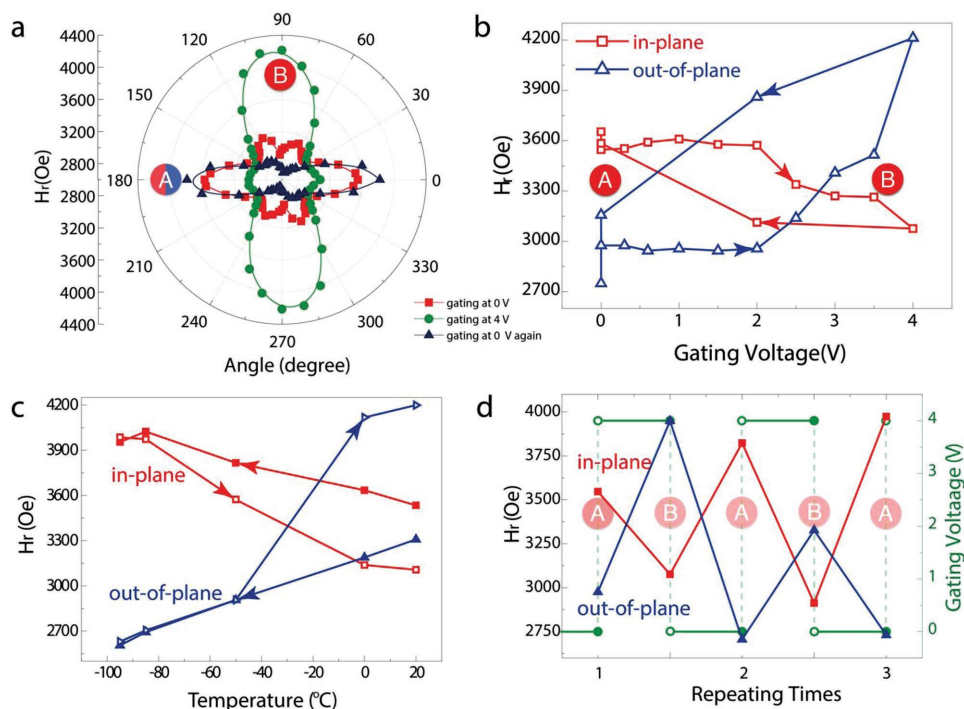 a
Hr(Oe)
4400
4000
3600
3200
2800
2800
3200
3600
4000
4400
90
120
60
150
30
180
0
210
330
240
300
270
A
B
Angle (degree)
gating at 0 V
gating at 4 V
gating at 0 V again
b
Hr(Oe)
4200
3900
3600
3300
3000
2700
in-plane
out-of-plane
A
B
0
1
2
3
4
Gating Voltage(V)
c
Hr(Oe)
4200
3900
3600
3300
3000
2700
in-plane
out-of-plane
-100
-80
-60
-40
-20
0
20
Temperature (°C)
d
Hr(Oe)
4000
3750
3500
3250
3000
2750
in-plane
out-of-plane
A
B
A
B
A
4
3
2
1
0
Gating Voltaage (V)
1
2
3
Repeating Times